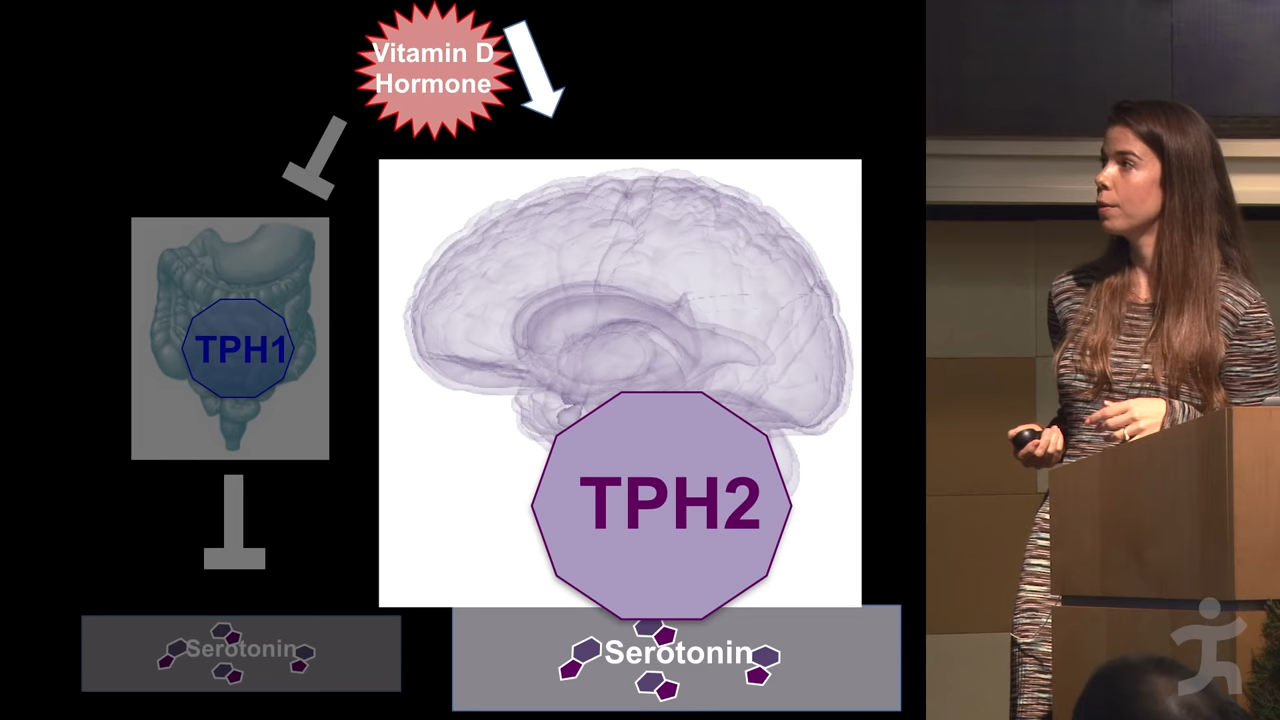 Vitamin D
Hormone
TPH1
TPH2
Serotonin
Serotonin